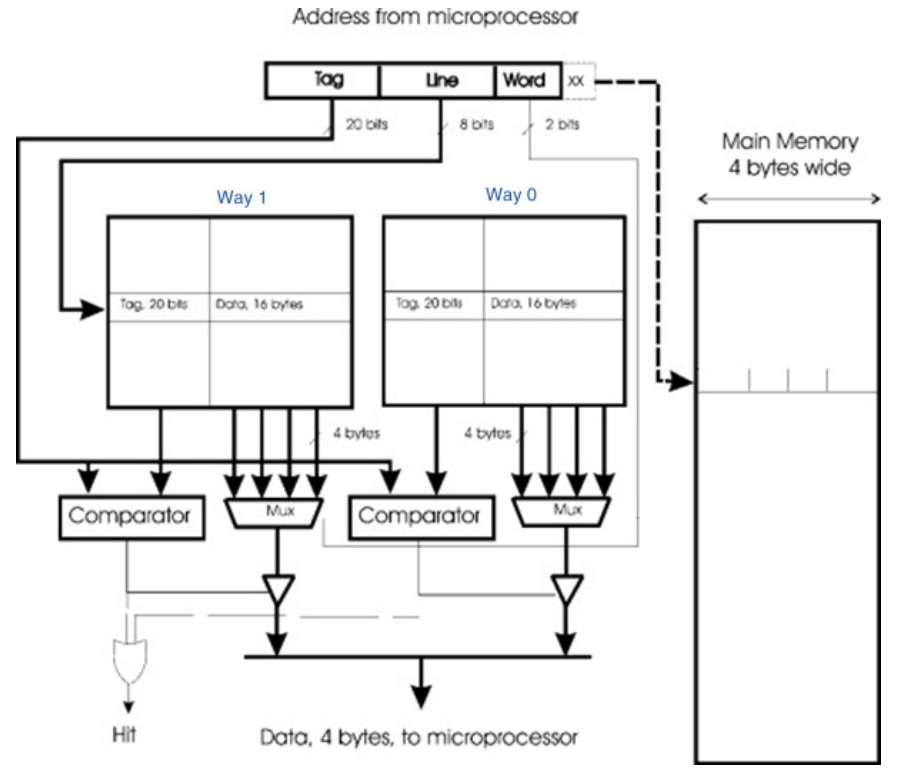 Address from microprocessor
Tag Line Word xx
20 bits 8 bits 2 bits
Main Memory
4 bytes wide
Way 1 Way 0
Tag, 20 bits Data, 16 bytes Tag, 20 bits Data, 16 bytes
4 bytes 4 bytes
Comparator Mux Comparator Mux
Hit
Data, 4 bytes, to microprocessor